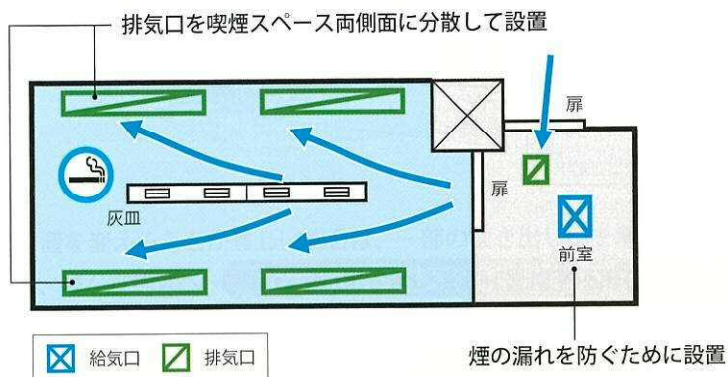 排気口を喫煙スペース両側面に分散して設置
扉
扉
灰皿
前室
給気口
排気口
煙の漏れを防ぐために設置